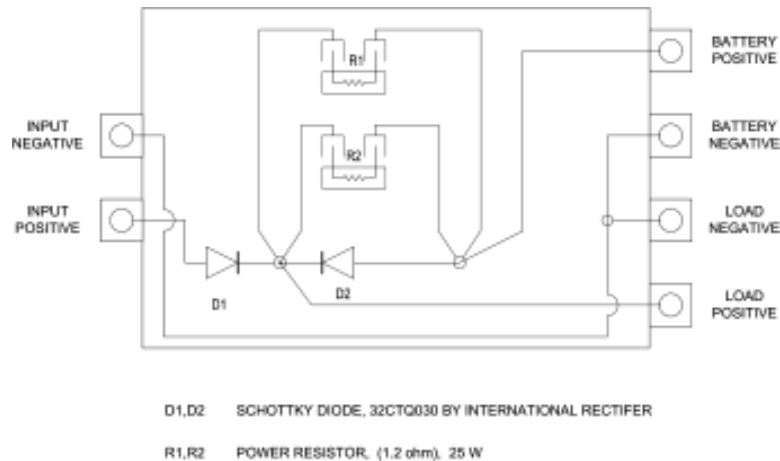 R1
BATTERY
POSITIVE
INPUT
NEGATIVE
BATTERY
NEGATIVE
R2
INPUT
POSITIVE
LOAD
NEGATIVE
D1
D2
LOAD
POSITIVE
D1,D2 SCHOTTKY DIODE, 32CTQ030 BY INTERNATIONAL RECTIFER
R1,R2 POWER RESISTOR, (1.2 ohm), 25 W